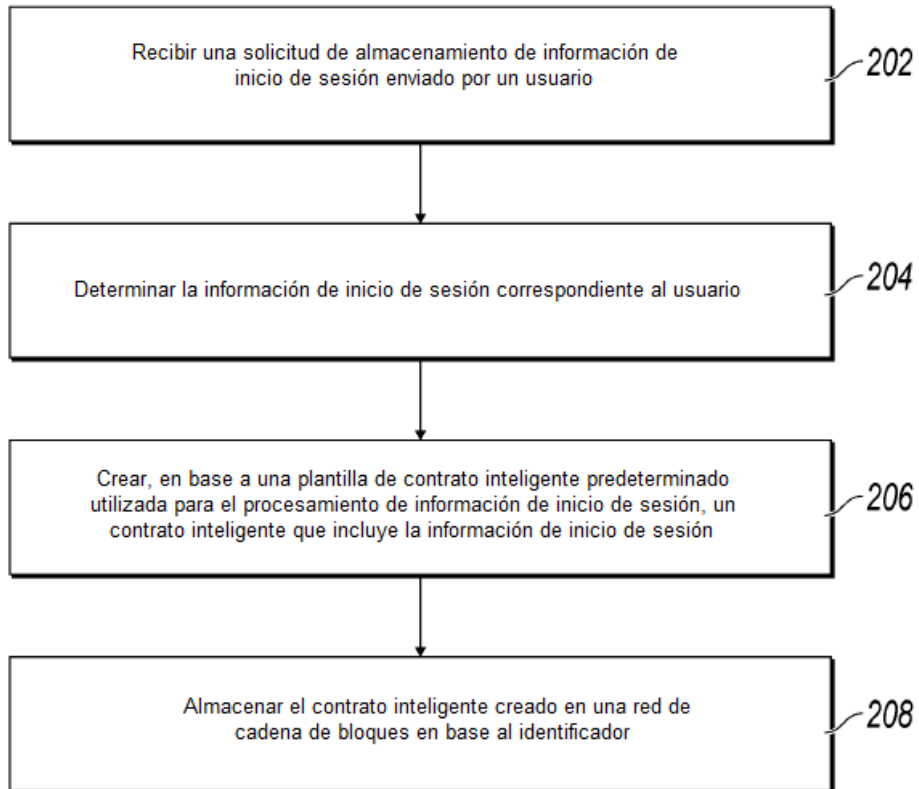 Recibir una solicitud de almacenamiento de información de
inicio de sesión enviado por un usuario
202
Determinar la información de inicio de sesión correspondiente al usuario
204
Crear, en base a una plantilla de contrato inteligente predeterminado
utilizada para el procesamiento de información de inicio de sesión, un
contrato inteligente que incluye la información de inicio de sesión
206
Almacenar el contrato inteligente creado en una red de
cadena de bloques en base al identificador
208